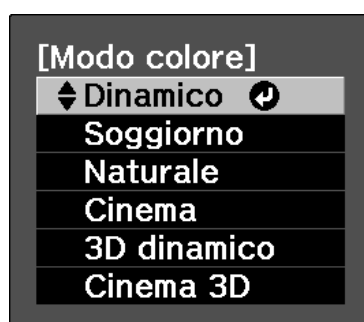 [Modo colore]
Dinamico
Soggiorno
Naturale
Cinema
3D dinamico
Cinema 3D